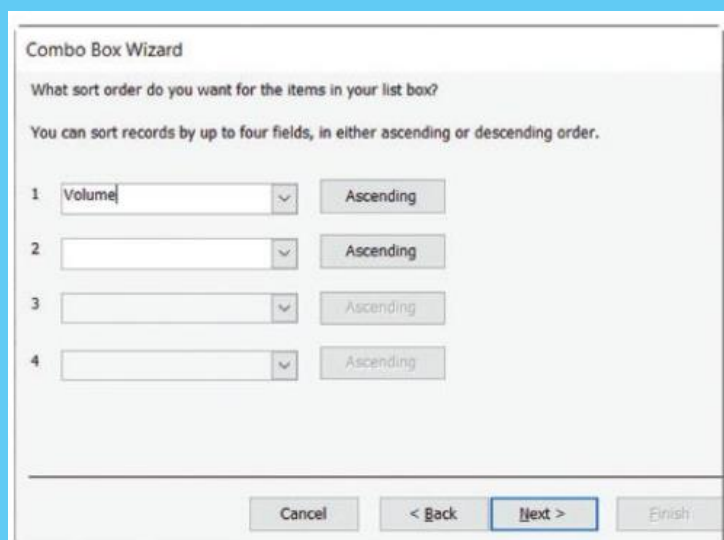 Combo Box Wizard
What sort order do you want for the items in your list box?
You can sort records by up to four fields, in either ascending or descending order.
1 Volume Ascending
2 Ascending
3 Ascending
4 Ascending
Cancel < Back Next > Finish